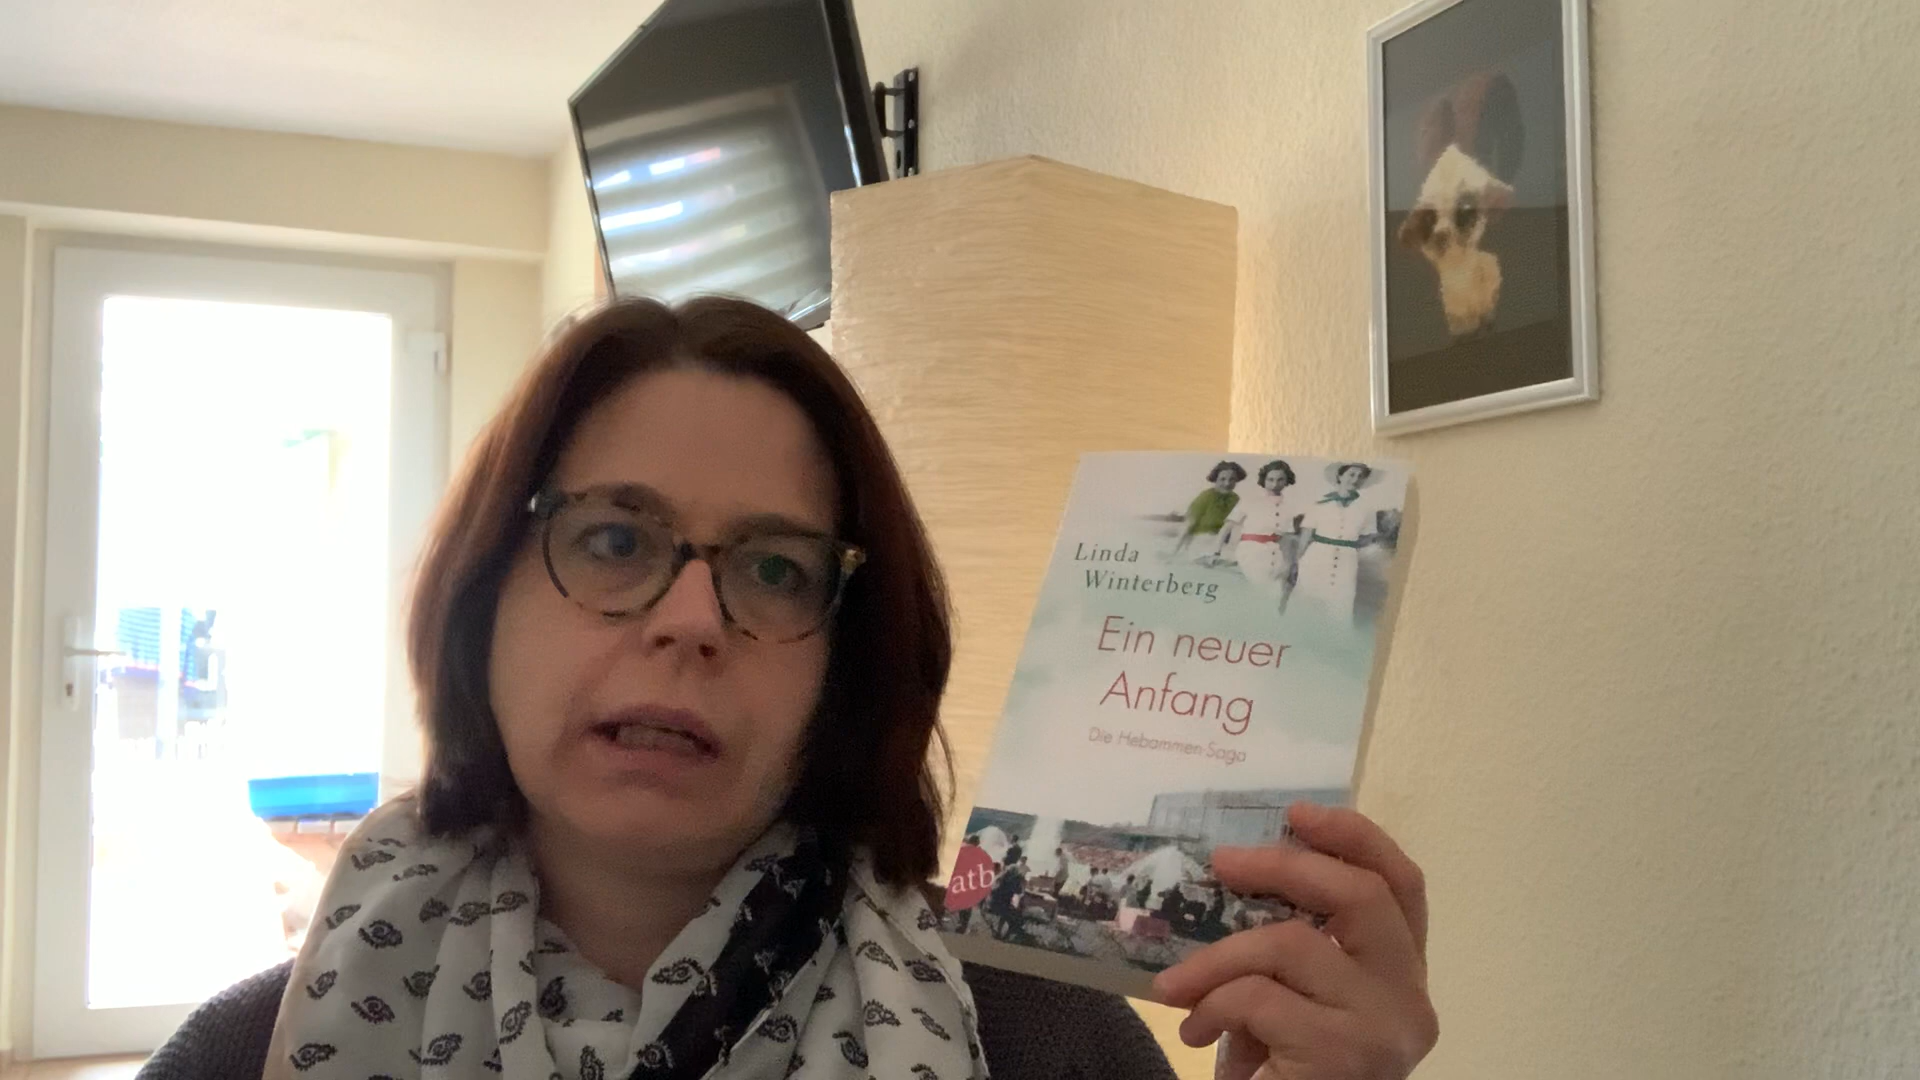 Linda
Winterberg
Ein neuer
Anfang
Die Hebammen-Saga
atb